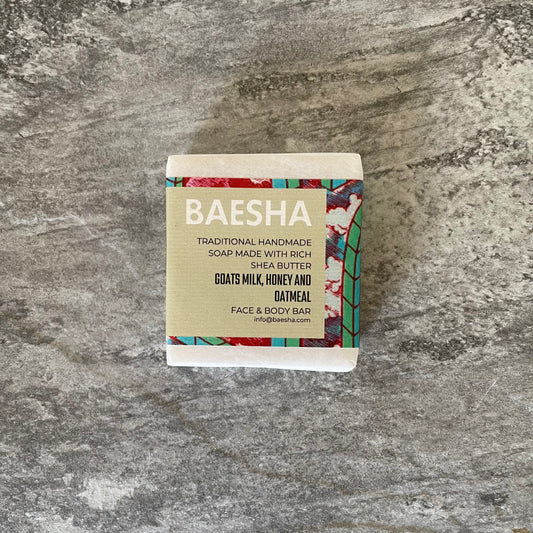 BAESHA
TRADITIONAL HANDMADE
SOAP MADE WITH RICH
SHEA BUTTER
GOATS MILK, HONEY AND
OATMEAL
FACE & BODY BAR
info@baesha.com